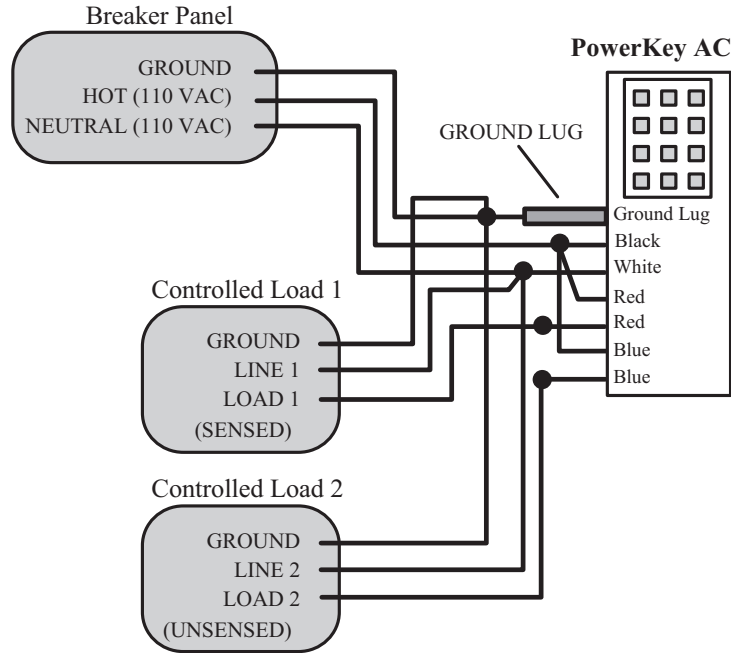 Breaker Panel
GROUND
HOT (110 VAC)
NEUTRAL (110 VAC)
PowerKey AC
GROUND LUG
Ground Lug
Black
White
Red
Red
Blue
Blue
Controlled Load 1
GROUND
LINE 1
LOAD 1
(SENSED)
Controlled Load 2
GROUND
LINE 2
LOAD 2
(UNSENSED)